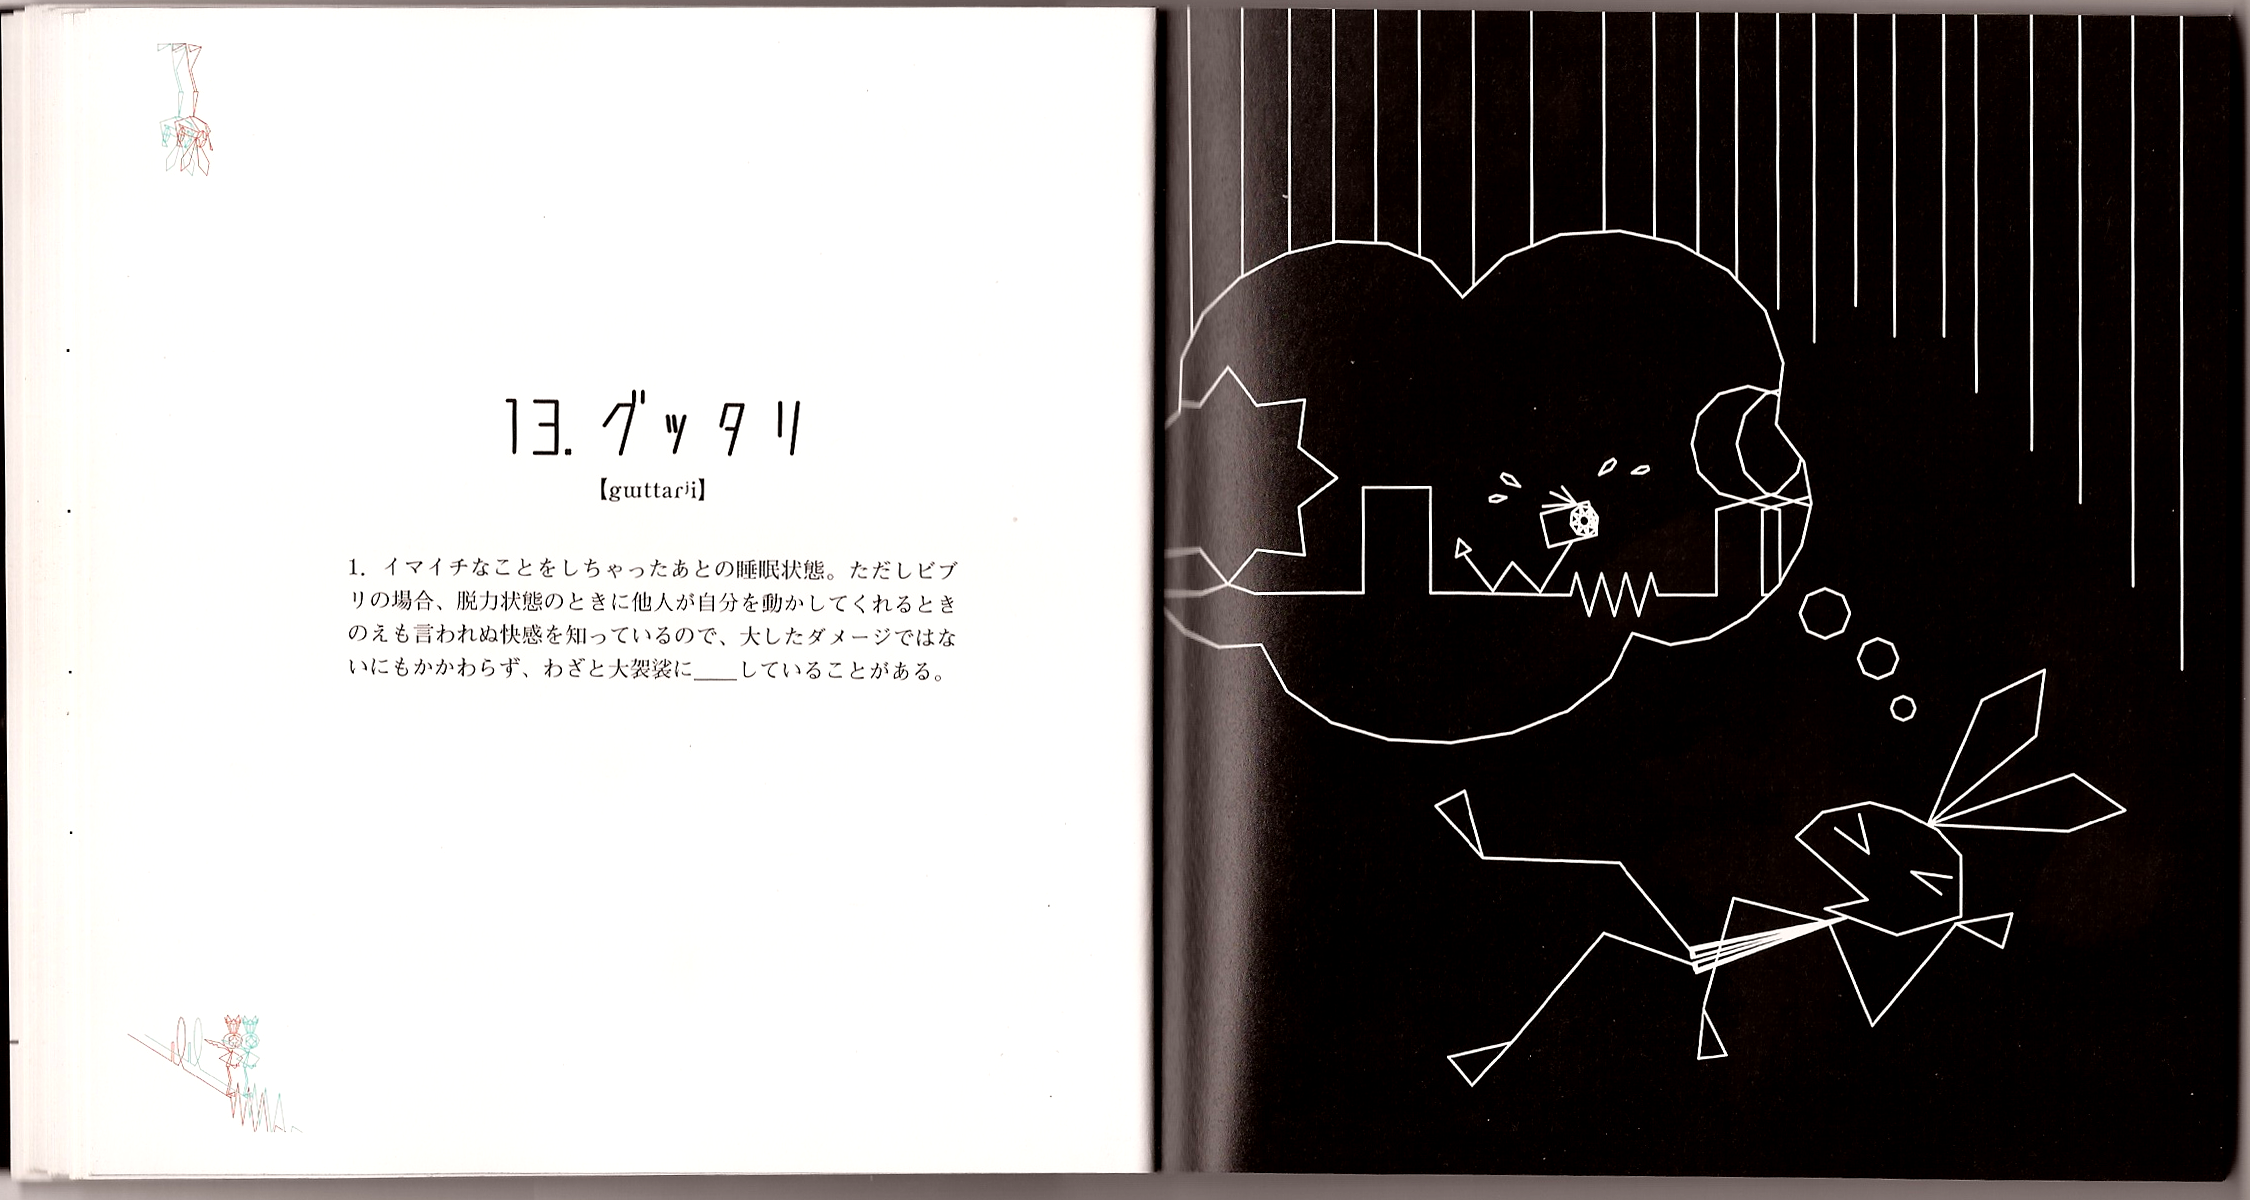 13. グッタリ
【gɯttaɾʲi】
1. イマイチなことをしちゃったあとの睡眠状態。ただしビブ
リの場合、脱力状態のときに他人が自分を動かしてくれるとき
のえも言われぬ快感を知っているので、大したダメージではな
いにもかかわらず、わざと大袈裟に＿＿していることがある。